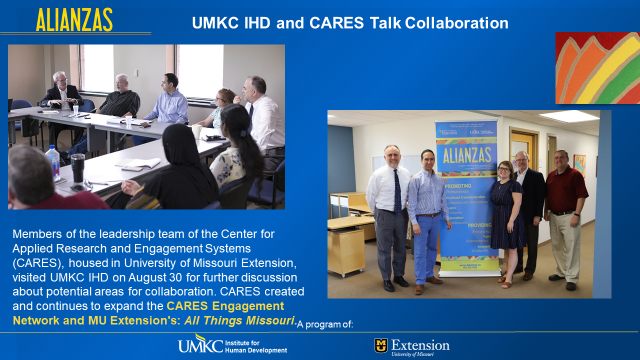 ALIANZAS
UMKC IHD and CARES Talk Collaboration
ALIANZAS
PROMOTING
PROVIDING
Members of the leadership team of the Center for
Applied Research and Engagement Systems
(CARES), housed in University of Missouri Extension,
visited UMKC IHD on August 30 for further discussion
about potential areas for collaboration. CARES created
and continues to expand the CARES Engagement
Network and MU Extension's: All Things Missouri.
A program of:
UMKC Institute for
Human Development
Extension
University of Missouri